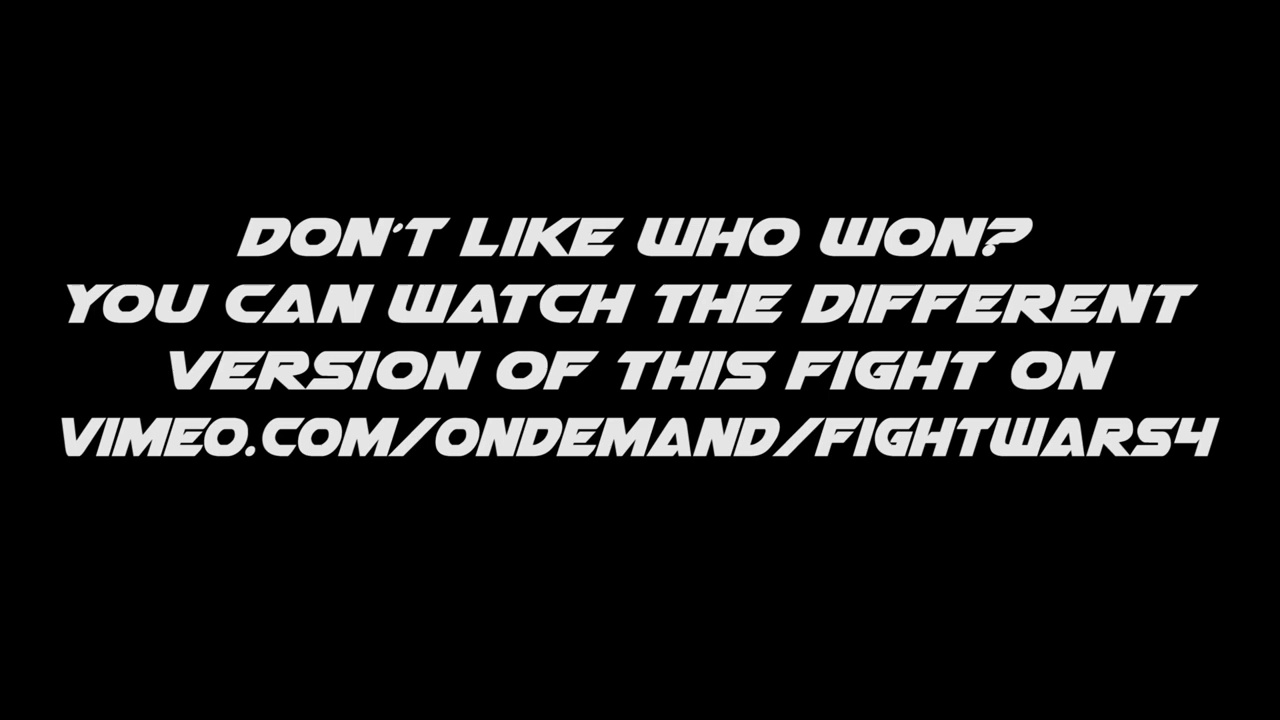 DON'T LIKE WHO WON?
YOU CAN WATCH THE DIFFERENT
VERSION OF THIS FIGHT ON
VIMEO.COM/ONDEMAND/FIGHTWARS4